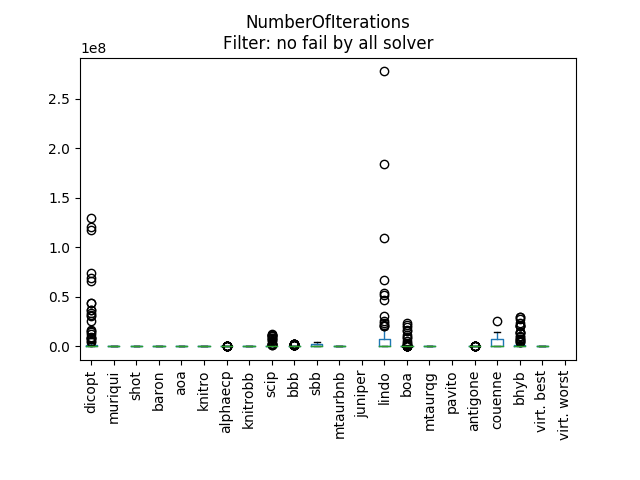 NumberOfIterations
Filter: no fail by all solver
1e8
2.5
2.0
1.5
1.0
0.5
0.0
dicopt
muriqui
shot
baron
aoa
knitro
alphaecp
knitrobb
scip
bbb
sbb
mtaurbnb
juniper
lindo
boa
mtaurqg
pavito
antigone
couenne
bhyb
virt. best
virt. worst